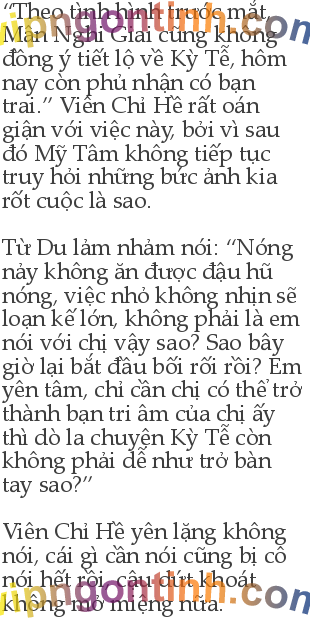 “Theo tình hình trước mắt,
Mẫn Nghi Giai cũng không
đồng ý tiết lộ về Kỳ Tễ, hôm
nay còn phủ nhận có bạn
trai.” Viên Chỉ Hề rất oán
giận với việc này, bởi vì sau
đó Mỹ Tâm không tiếp tục
truy hỏi những bức ảnh kia
rốt cuộc là sao.
Từ Du lảm nhảm nói: “Nóng
nảy không ăn được đậu hũ
nóng, việc nhỏ không nhịn sẽ
loạn kế lớn, không phải là em
nói với chị vậy sao? Sao bây
giờ lại bắt đầu bối rối rồi? Em
yên tâm, chỉ cần chị có thể trở
thành bạn tri âm của chị ấy
thì dò la chuyện Kỳ Tễ còn
không phải dễ như trở bàn
tay sao?”
Viên Chỉ Hề yên lặng không
nói, cái gì cần nói cũng bị cô
nói hết rồi, cậu dứt khoát
không mở miệng nữa.
vipngontinh.com